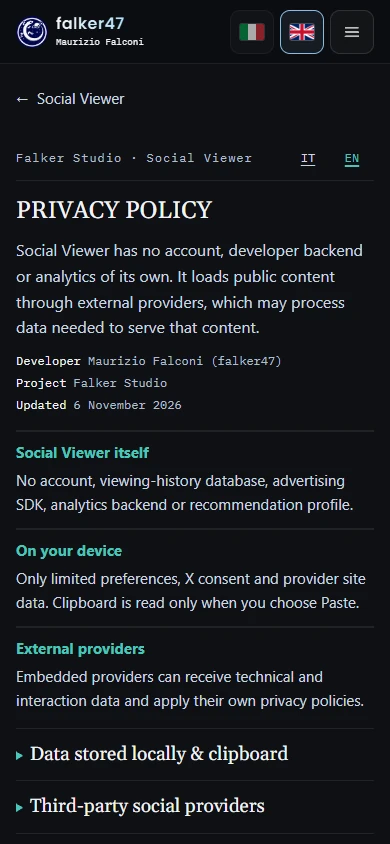 falker47
Maurizio Falconi
← Social Viewer
Falker Studio · Social Viewer
IT
EN
PRIVACY POLICY
Social Viewer has no account, developer backend
or analytics of its own. It loads public content
through external providers, which may process
data needed to serve that content.
Developer Maurizio Falconi (falker47)
Project Falker Studio
Updated 6 November 2026
Social Viewer itself
No account, viewing-history database, advertising
SDK, analytics backend or recommendation profile.
On your device
Only limited preferences, X consent and provider site
data. Clipboard is read only when you choose Paste.
External providers
Embedded providers can receive technical and
interaction data and apply their own privacy policies.
Data stored locally & clipboard
Third-party social providers